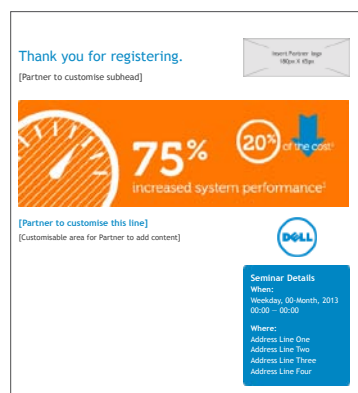 Thank you for registering.
[Partner to customise subhead]
Insert Partner logo
180px X 65px
75%
increased system performance¹
20%
of the cost¹
[Partner to customise this line]
[Customisable area for Partner to add content]
DELL
Seminar Details
When:
Weekday, 00-Month, 2013
00:00 — 00:00
Where:
Address Line One
Address Line Two
Address Line Three
Address Line Four